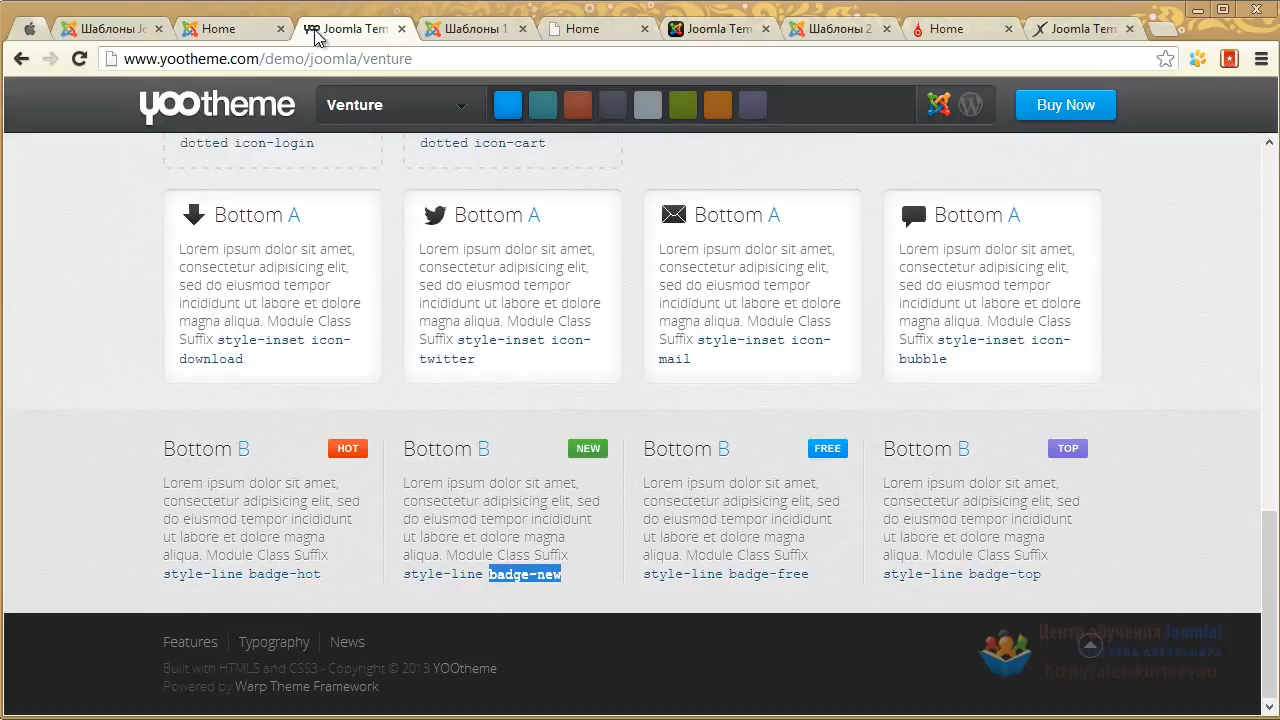 Шаблоны Jo
Home
YOO Joomla Tem
Шаблоны 1
Home
Joomla Tem
Шаблоны 2
Home
Joomla Tem
www.yootheme.com/demo/joomla/venture
yootheme
Venture
Buy Now
dotted icon-login
dotted icon-cart
Bottom A
Lorem ipsum dolor sit amet,
consectetur adipisicing elit,
sed do eiusmod tempor
incididunt ut labore et dolore
magna aliqua. Module Class
Suffix style-inset icon-
download
Bottom A
Lorem ipsum dolor sit amet,
consectetur adipisicing elit,
sed do eiusmod tempor
incididunt ut labore et dolore
magna aliqua. Module Class
Suffix style-inset icon-
twitter
Bottom A
Lorem ipsum dolor sit amet,
consectetur adipisicing elit,
sed do eiusmod tempor
incididunt ut labore et dolore
magna aliqua. Module Class
Suffix style-inset icon-
mail
Bottom A
Lorem ipsum dolor sit amet,
consectetur adipisicing elit,
sed do eiusmod tempor
incididunt ut labore et dolore
magna aliqua. Module Class
Suffix style-inset icon-
bubble
Bottom B HOT
Lorem ipsum dolor sit amet,
consectetur adipisicing elit, sed
do eiusmod tempor incididunt
ut labore et dolore magna
aliqua. Module Class Suffix
style-line badge-hot
Bottom B NEW
Lorem ipsum dolor sit amet,
consectetur adipisicing elit, sed
do eiusmod tempor incididunt
ut labore et dolore magna
aliqua. Module Class Suffix
style-line badge-new
Bottom B FREE
Lorem ipsum dolor sit amet,
consectetur adipisicing elit, sed
do eiusmod tempor incididunt
ut labore et dolore magna
aliqua. Module Class Suffix
style-line badge-free
Bottom B TOP
Lorem ipsum dolor sit amet,
consectetur adipisicing elit, sed
do eiusmod tempor incididunt
ut labore et dolore magna
aliqua. Module Class Suffix
style-line badge-top
Features Typography News
Built with HTML5 and CSS3 - Copyright © 2013 YOOtheme
Powered by Warp Theme Framework
Центр обучения Joomla!
АЛЕКСАНДРА
http://alex-kurteev.ru